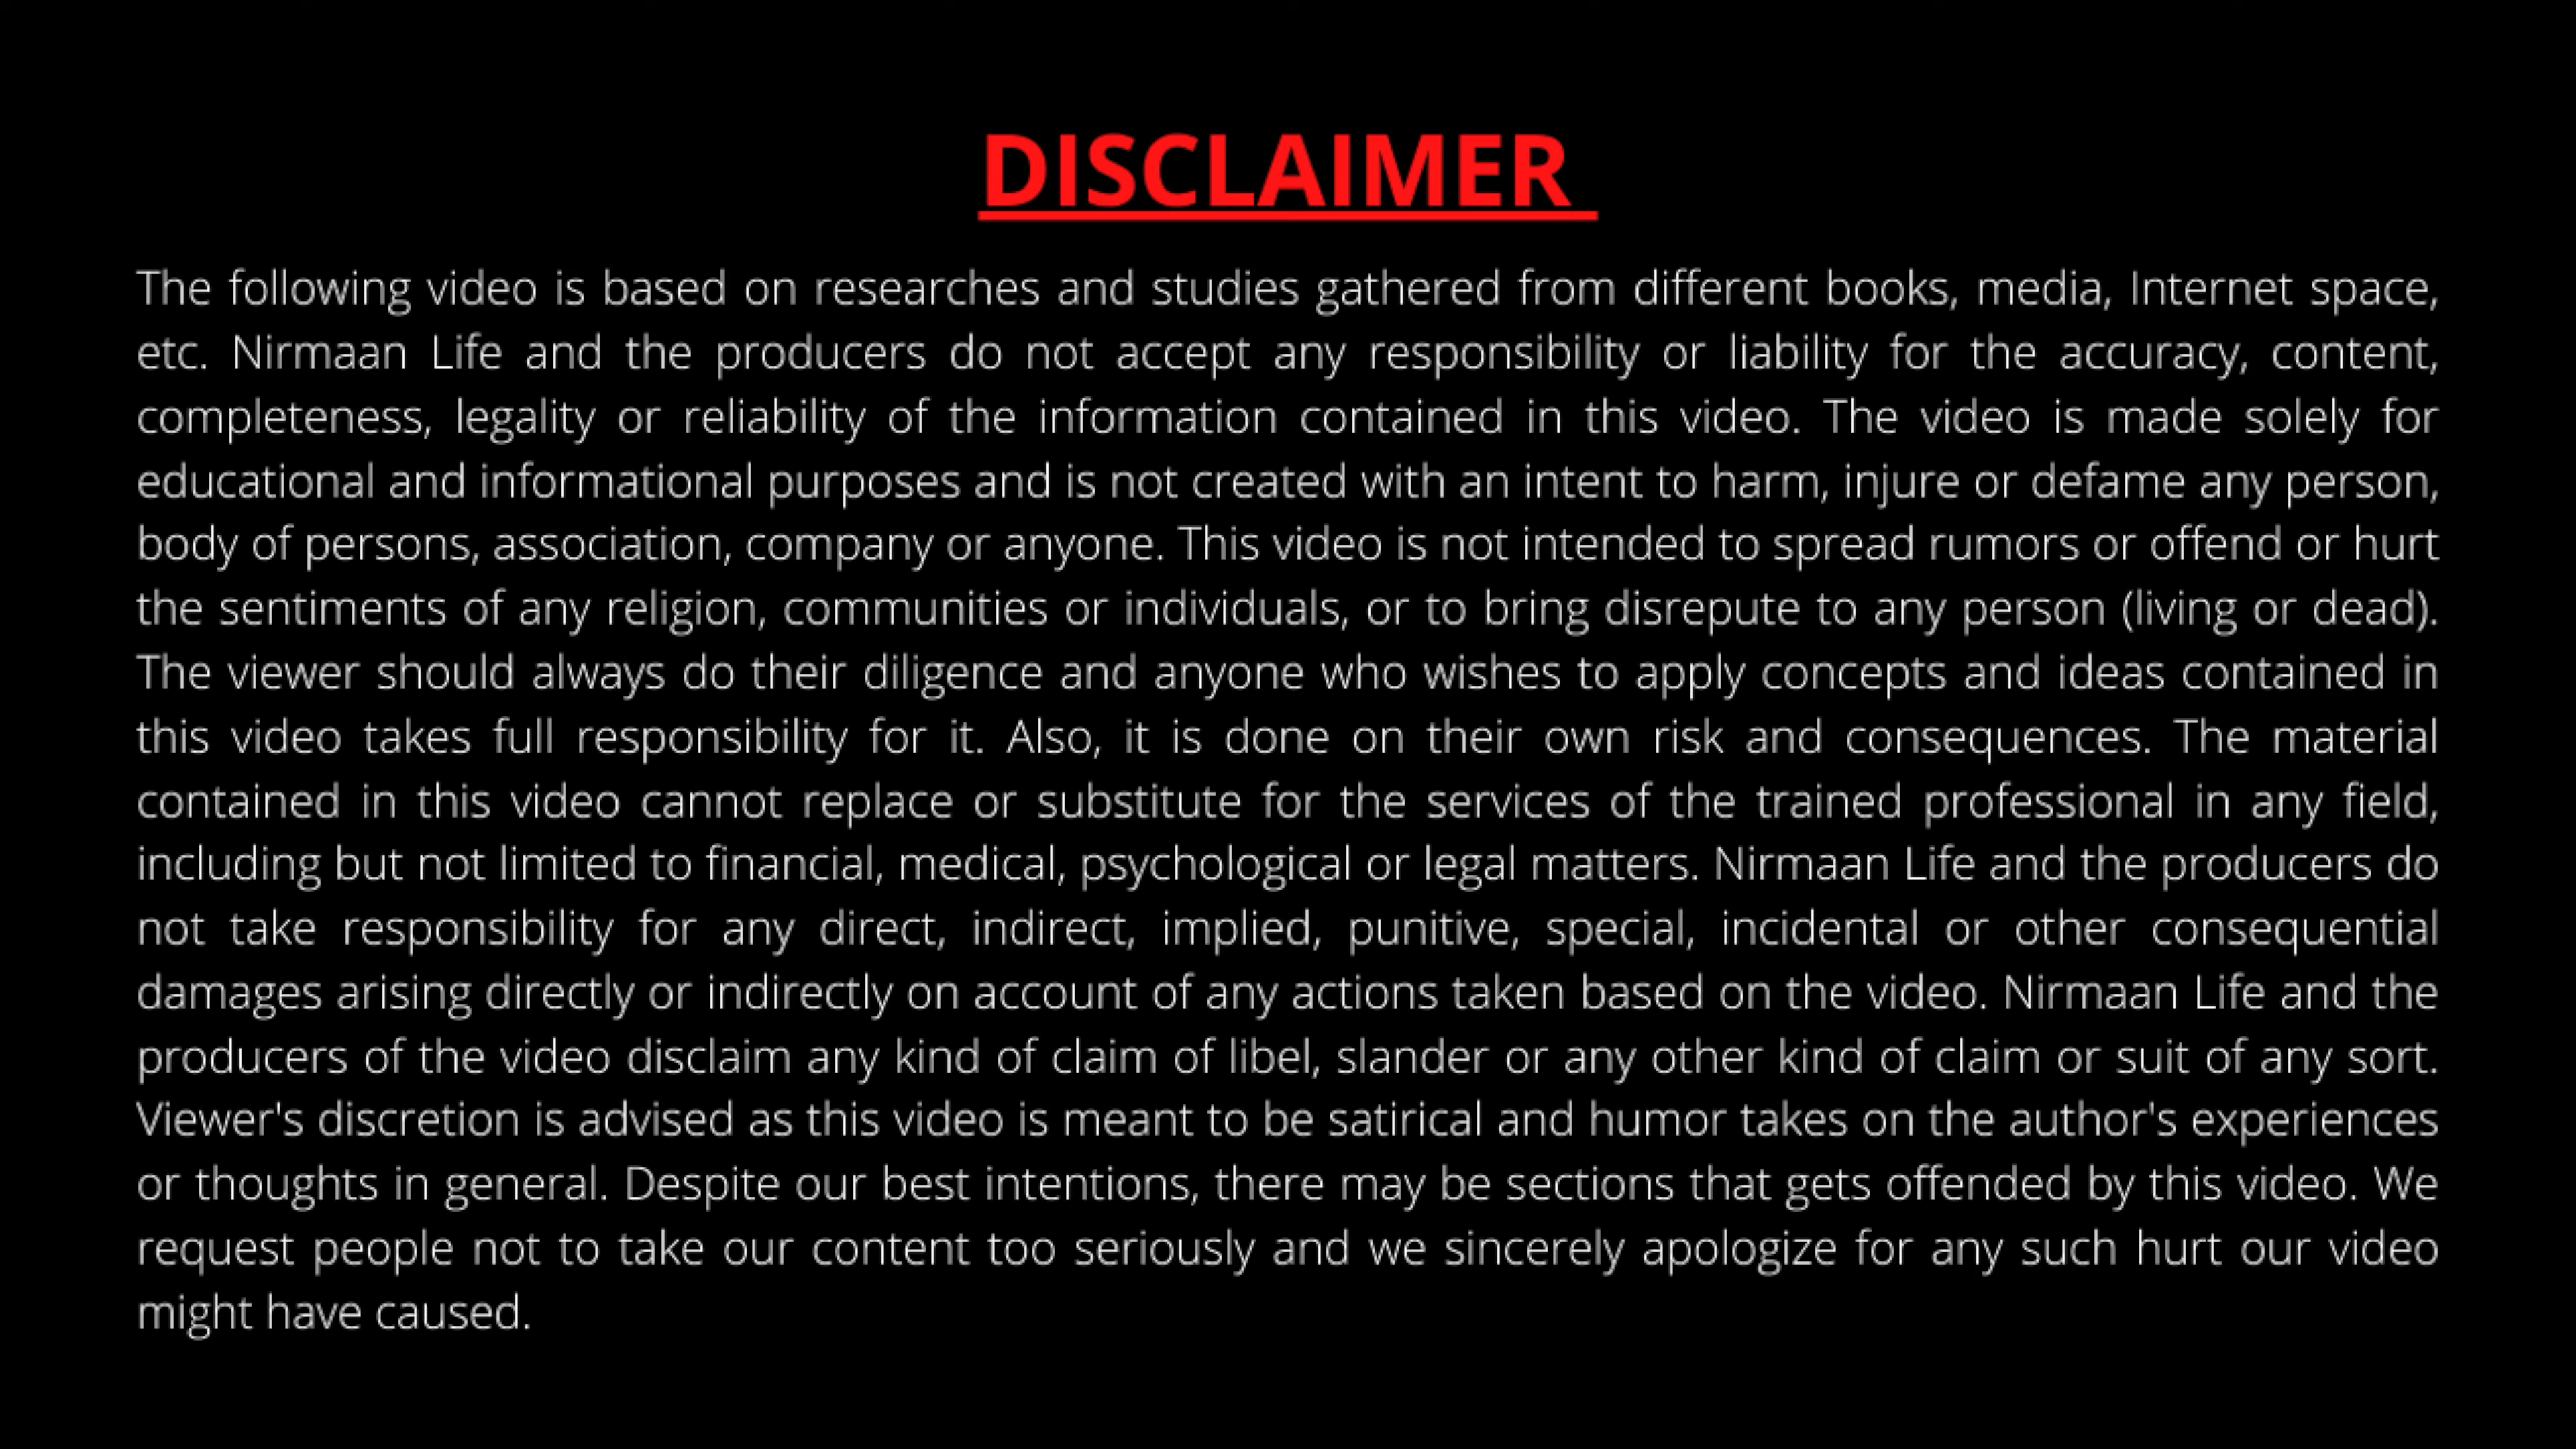 DISCLAIMER
The following video is based on researches and studies gathered from different books, media, Internet space,
etc. Nirmaan Life and the producers do not accept any responsibility or liability for the accuracy, content,
completeness, legality or reliability of the information contained in this video. The video is made solely for
educational and informational purposes and is not created with an intent to harm, injure or defame any person,
body of persons, association, company or anyone. This video is not intended to spread rumors or offend or hurt
the sentiments of any religion, communities or individuals, or to bring disrepute to any person (living or dead).
The viewer should always do their diligence and anyone who wishes to apply concepts and ideas contained in
this video takes full responsibility for it. Also, it is done on their own risk and consequences. The material
contained in this video cannot replace or substitute for the services of the trained professional in any field,
including but not limited to financial, medical, psychological or legal matters. Nirmaan Life and the producers do
not take responsibility for any direct, indirect, implied, punitive, special, incidental or other consequential
damages arising directly or indirectly on account of any actions taken based on the video. Nirmaan Life and the
producers of the video disclaim any kind of claim of libel, slander or any other kind of claim or suit of any sort.
Viewer's discretion is advised as this video is meant to be satirical and humor takes on the author's experiences
or thoughts in general. Despite our best intentions, there may be sections that gets offended by this video. We
request people not to take our content too seriously and we sincerely apologize for any such hurt our video
might have caused.